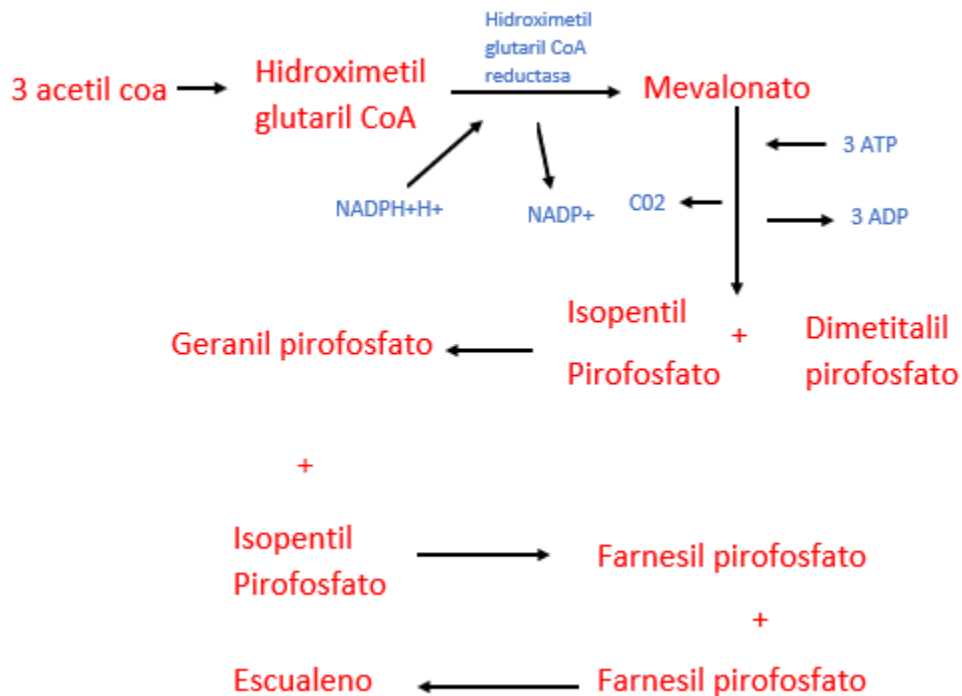 Hidroximetil
glutaril CoA
reductasa
3 acetil coa
Hidroximetil
glutaril CoA
Mevalonato
3 ATP
NADPH+H+
NADP+
C02
3 ADP
Isopentil
Pirofosfato
+
Dimetitalil
pirofosfato
Geranil pirofosfato
+
Isopentil
Pirofosfato
Farnesil pirofosfato
+
Escualeno
Farnesil pirofosfato